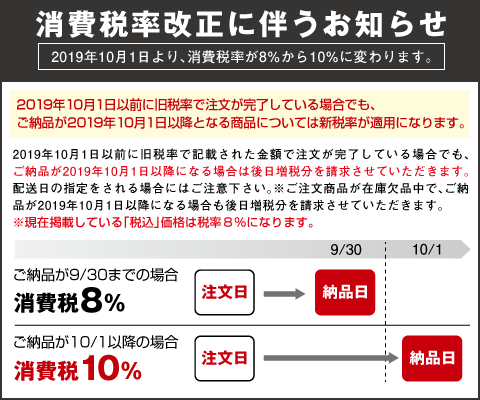 消費税率改正に伴うお知らせ
2019年10月1日より、消費税率が8%から10%に変わります。
2019年10月1日以前に旧税率で注文が完了している場合でも、
ご納品が2019年10月1日以降となる商品については新税率が適用になります。
2019年10月1日以前に旧税率で記載された金額で注文が完了している場合でも、
ご納品が2019年10月1日以降になる場合は後日増税分を請求させていただきます。
配送日の指定をされる場合にはご注意下さい。※ご注文商品が在庫欠品中で、ご納
品が2019年10月1日以降になる場合も後日増税分を請求させていただきます。
※現在掲載している「税込」価格は税率８％になります。
9/30 10/1
ご納品が9/30までの場合
消費税8% 注文日 納品日
ご納品が10/1以降の場合
消費税10% 注文日 納品日